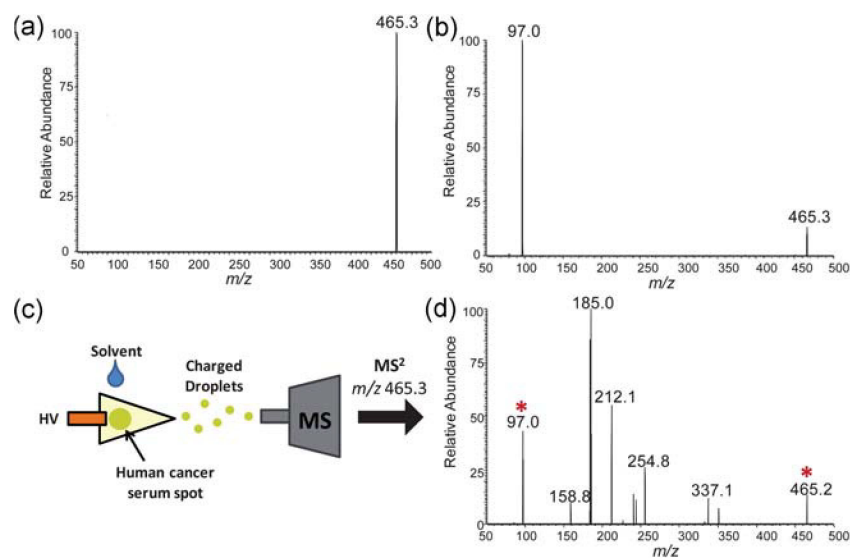 (a)
465.3
100
75
50
25
0
Relative Abundance
50 100 150 200 250 300 350 400 450 500
m/z
(b)
97.0
465.3
100
75
50
25
0
Relative Abundance
50 100 150 200 250 300 350 400 450 500
m/z
(c)
Solvent
Charged
Droplets
HV
MS
MS²
m/z 465.3
Human cancer
serum spot
(d)
185.0
*
97.0
212.1
254.8
158.8
337.1
*
465.2
100
75
50
25
0
Relative Abundance
50 100 150 200 250 300 350 400 450 500
m/z